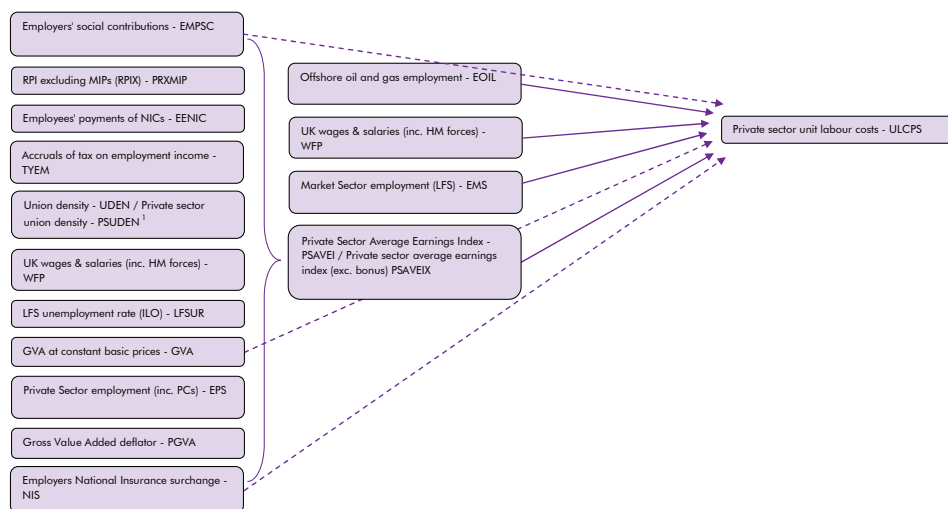 Employers' social contributions - EMPSC
RPI excluding MIPs (RPIX) - PRXMIP
Employees' payments of NICs - EENIC
Accruals of tax on employment income -
TYEM
Union density - UDEN / Private sector
union density - PSUDEN 1
UK wages & salaries (inc. HM forces) -
WFP
LFS unemployment rate (ILO) - LFSUR
GVA at constant basic prices - GVA
Private Sector employment (inc. PCs) - EPS
Gross Value Added deflator - PGVA
Employers National Insurance surcharge -
NIS
Offshore oil and gas employment - EOIL
UK wages & salaries (inc. HM forces) -
WFP
Market Sector employment (LFS) - EMS
Private Sector Average Earnings Index -
PSAVEI / Private sector average earnings
index (exc. bonus) PSAVEIX
Private sector unit labour costs - ULCPS